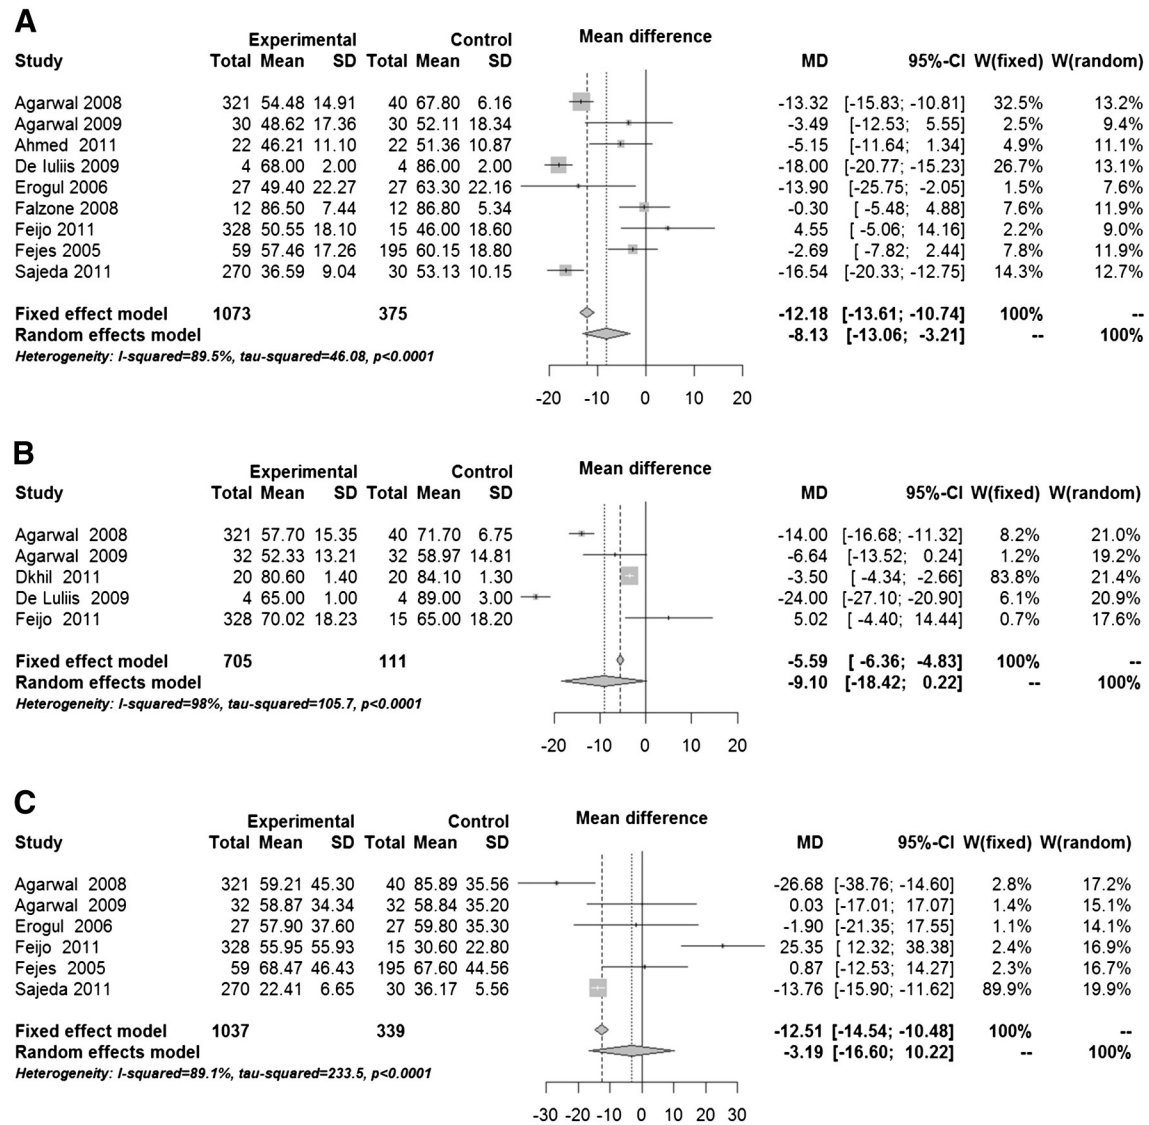 A
Experimental Control Mean difference
Study Total Mean SD Total Mean SD MD 95%-CI W(fixed) W(random)
Agarwal 2008 321 54.48 14.91 40 67.80 6.16 -13.32 [-15.83; -10.81] 32.5% 13.2%
Agarwal 2009 30 48.62 17.36 30 52.11 18.34 -3.49 [-12.53; 5.55] 2.5% 9.4%
Ahmed 2011 22 46.21 11.10 22 51.36 10.87 -5.15 [-11.64; 1.34] 4.9% 11.1%
De Iuliis 2009 4 68.00 2.00 4 86.00 2.00 -18.00 [-20.77; -15.23] 26.7% 13.1%
Erogul 2006 27 49.40 22.27 27 63.30 22.16 -13.90 [-25.75; -2.05] 1.5% 7.6%
Falzone 2008 12 86.50 7.44 12 86.80 5.34 -0.30 [ -5.48; 4.88] 7.6% 11.9%
Feijo 2011 328 50.55 18.10 15 46.00 18.60 4.55 [ -5.06; 14.16] 2.2% 9.0%
Fejes 2005 59 57.46 17.26 195 60.15 18.80 -2.69 [ -7.82; 2.44] 7.8% 11.9%
Sajeda 2011 270 36.59 9.04 30 53.13 10.15 -16.54 [-20.33; -12.75] 14.3% 12.7%
Fixed effect model 1073 375 -12.18 [-13.61; -10.74] 100% --
Random effects model -8.13 [-13.06; -3.21] -- 100%
Heterogeneity: I-squared=89.5%, tau-squared=46.08, p<0.0001
-20 -10 0 10 20
B
Experimental Control Mean difference
Study Total Mean SD Total Mean SD MD 95%-CI W(fixed) W(random)
Agarwal 2008 321 57.70 15.35 40 71.70 6.75 -14.00 [-16.68; -11.32] 8.2% 21.0%
Agarwal 2009 32 52.33 13.21 32 58.97 14.81 -6.64 [-13.52; 0.24] 1.2% 19.2%
Dkhil 2011 20 80.60 1.40 20 84.10 1.30 -3.50 [ -4.34; -2.66] 83.8% 21.4%
De Luliis 2009 4 65.00 1.00 4 89.00 3.00 -24.00 [-27.10; -20.90] 6.1% 20.9%
Feijo 2011 328 70.02 18.23 15 65.00 18.20 5.02 [ -4.40; 14.44] 0.7% 17.6%
Fixed effect model 705 111 -5.59 [ -6.36; -4.83] 100% --
Random effects model -9.10 [-18.42; 0.22] -- 100%
Heterogeneity: I-squared=98%, tau-squared=105.7, p<0.0001
-20 -10 0 10 20
C
Experimental Control Mean difference
Study Total Mean SD Total Mean SD MD 95%-CI W(fixed) W(random)
Agarwal 2008 321 59.21 45.30 40 85.89 35.56 -26.68 [-38.76; -14.60] 2.8% 17.2%
Agarwal 2009 32 58.87 34.34 32 58.84 35.20 0.03 [-17.01; 17.07] 1.4% 15.1%
Erogul 2006 27 57.90 37.60 27 59.80 35.30 -1.90 [-21.35; 17.55] 1.1% 14.1%
Feijo 2011 328 55.95 55.93 15 30.60 22.80 25.35 [ 12.32; 38.38] 2.4% 16.9%
Fejes 2005 59 68.47 46.43 195 67.60 44.56 0.87 [-12.53; 14.27] 2.3% 16.7%
Sajeda 2011 270 22.41 6.65 30 36.17 5.56 -13.76 [-15.90; -11.62] 89.9% 19.9%
Fixed effect model 1037 339 -12.51 [-14.54; -10.48] 100% --
Random effects model -3.19 [-16.60; 10.22] -- 100%
Heterogeneity: I-squared=89.1%, tau-squared=233.5, p<0.0001
-30 -20 -10 0 10 20 30